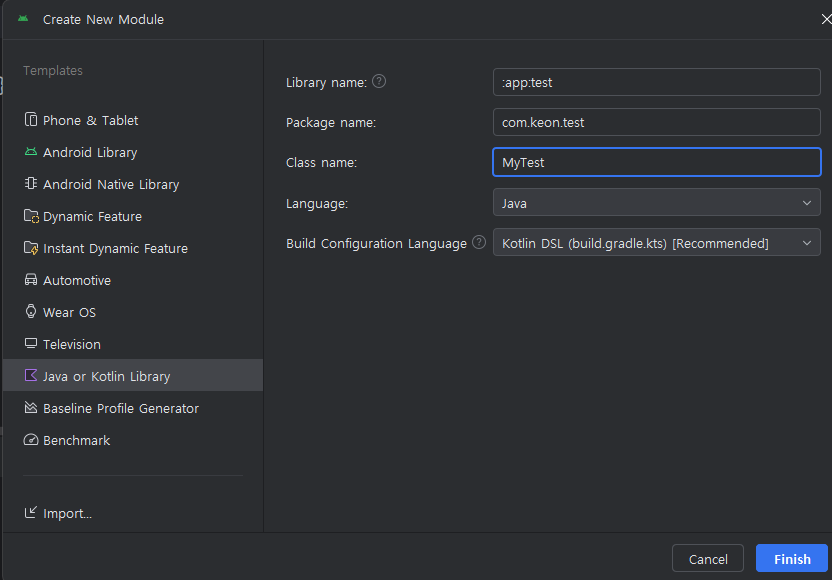 Create New Module
Templates
Phone & Tablet
Android Library
Android Native Library
Dynamic Feature
Instant Dynamic Feature
Automotive
Wear OS
Television
Java or Kotlin Library
Baseline Profile Generator
Benchmark
Import...
Library name: :app:test
Package name: com.keon.test
Class name: MyTest
Language: Java
Build Configuration Language Kotlin DSL (build.gradle.kts) [Recommended]
Cancel Finish